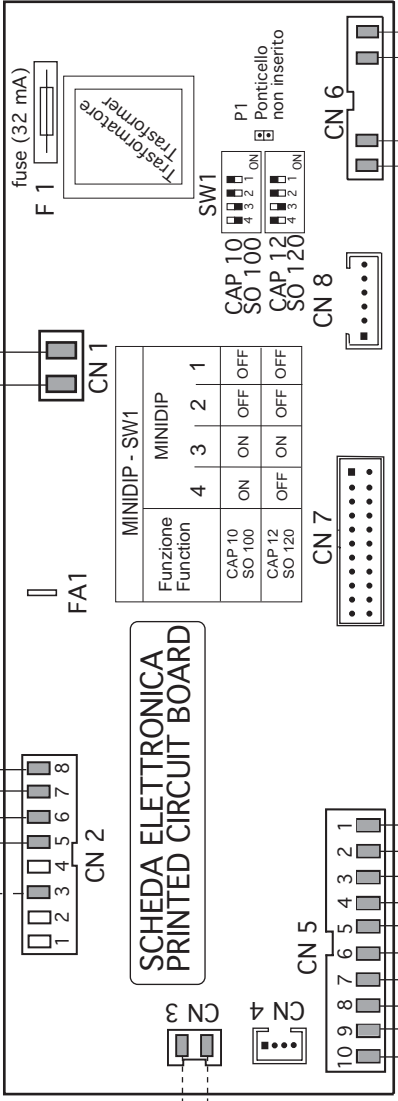 fuse (32 mA)
F 1
Trasformatore
Trasformer
P1
Ponticello
non inserito
SW1
4 3 2 1
ON
4 3 2 1
ON
CAP 10
SO 100
CAP 12
SO 120
CN 6
CN 8
CN 1
MINIDIP - SW1
Funzione
Function
MINIDIP
4 3 2 1
CAP 10
SO 100
ON ON OFF OFF
CAP 12
SO 120
OFF ON OFF OFF
CN 7
FA1
SCHEDA ELETTRONICA
PRINTED CIRCUIT BOARD
1 2 3 4 5 6 7 8
CN 2
CN 3
CN 4
CN 5
10 9 8 7 6 5 4 3 2 1